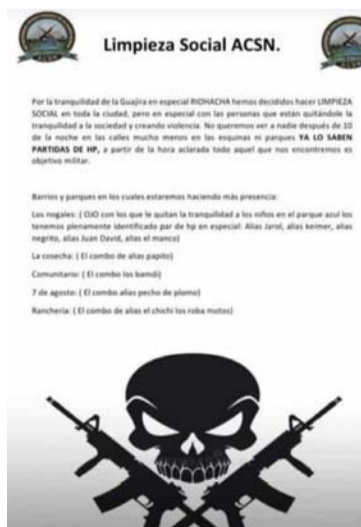 Limpieza Social ACSN.
Por la tranquilidad de la Guajira en especial RIOHACHA hemos decididos hacer LIMPIEZA
SOCIAL en toda la ciudad, pero en especial con las personas que están quitándole la
tranquilidad a la sociedad y creando violencia. No queremos ver a nadie después de 10
de la noche en las calles mucho menos en las esquinas ni parques YA LO SABEN
PARTIDAS DE HP, a partir de la hora aclarada todo aquel que nos encontremos es
objetivo militar.
Barrios y parques en los cuales estaremos haciendo más presencia:
Los nogales: ( OJO con los que le quitan la tranquilidad a los niños en el parque azul los
tenemos plenamente identificado par de hp en especial: Alias Jarol, alias keimer, alias
negrito, alias Juan David, alias el manco)
La cosecha: ( El combo de alias papito)
Comunitario: ( El combo los bamdi)
7 de agosto: ( El combo alias pecho de plomo)
Ranchería: ( El combo de alias el chichi los roba motos)